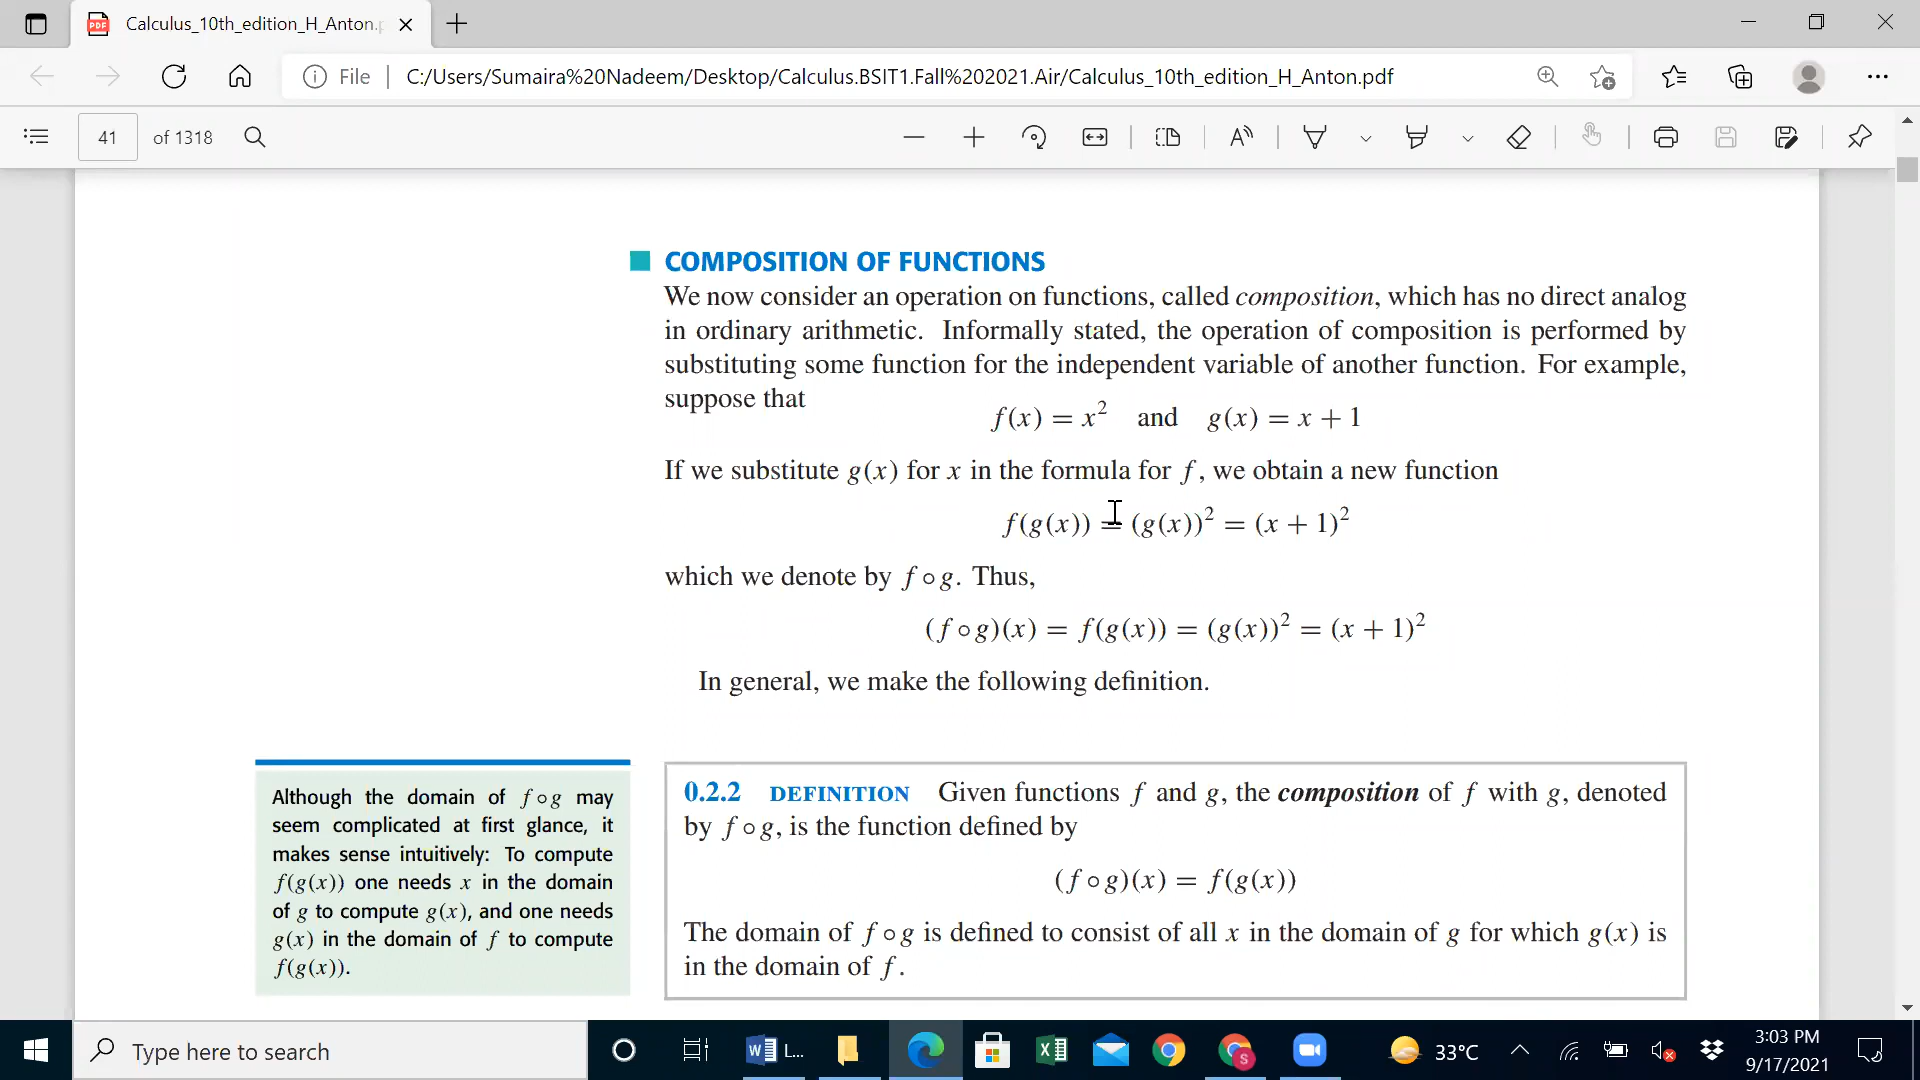 Calculus_10th_edition_H_Anton.p
File
C:/Users/Sumaira%20Nadeem/Desktop/Calculus.BSIT1.Fall%202021.Air/Calculus_10th_edition_H_Anton.pdf
41 of 1318
COMPOSITION OF FUNCTIONS
We now consider an operation on functions, called composition, which has no direct analog
in ordinary arithmetic. Informally stated, the operation of composition is performed by
substituting some function for the independent variable of another function. For example,
suppose that
f(x) = x² and g(x) = x + 1
If we substitute g(x) for x in the formula for f, we obtain a new function
f(g(x)) = (g(x))² = (x + 1)²
which we denote by f∘g. Thus,
(f∘g)(x) = f(g(x)) = (g(x))² = (x + 1)²
In general, we make the following definition.
Although the domain of f∘g may
seem complicated at first glance, it
makes sense intuitively: To compute
f(g(x)) one needs x in the domain
of g to compute g(x), and one needs
g(x) in the domain of f to compute
f(g(x)).
0.2.2 DEFINITION Given functions f and g, the composition of f with g, denoted
by f∘g, is the function defined by
(f∘g)(x) = f(g(x))
The domain of f∘g is defined to consist of all x in the domain of g for which g(x) is
in the domain of f.
Type here to search
L...
33°C
3:03 PM
9/17/2021